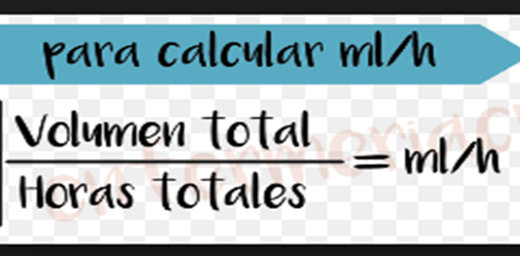 para calcular ml/h
Volumen total
Horas totales
= ml/h